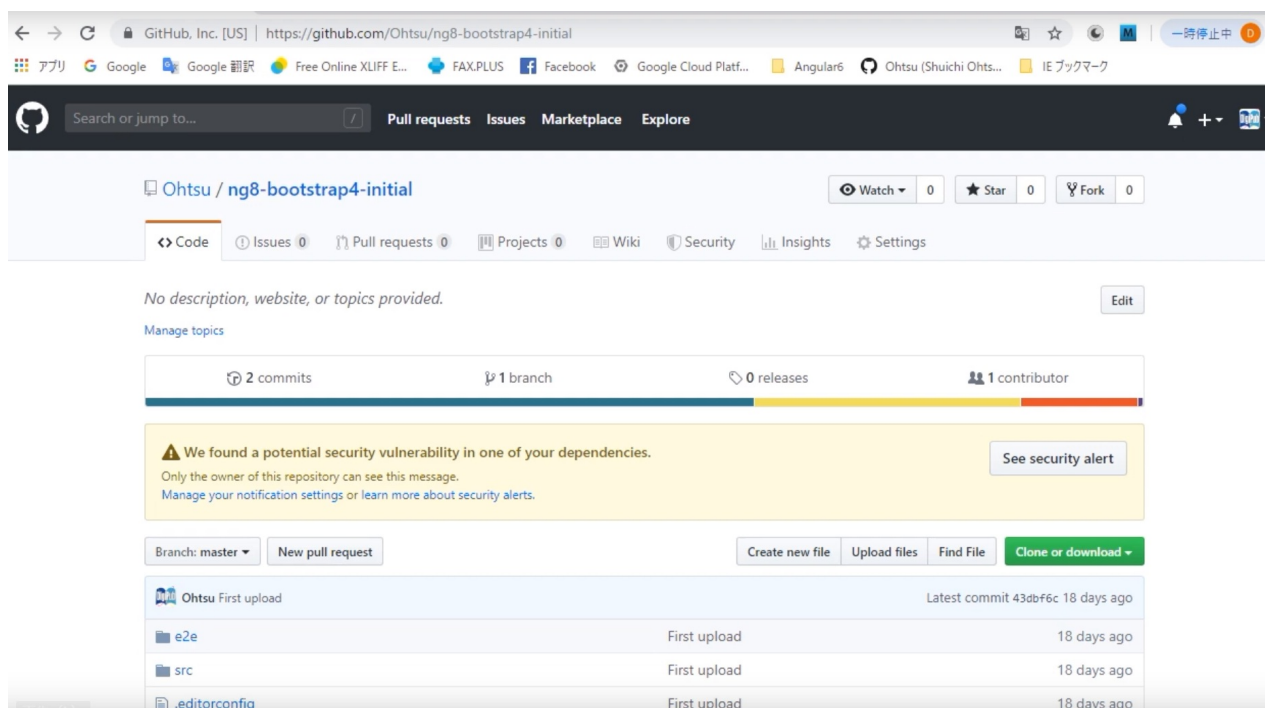 GitHub, Inc. [US] | https://github.com/Ohtsu/ng8-bootstrap4-initial
M 一時停止中 D
アプリ G Google Google 翻訳 Free Online XLIFF E... FAX.PLUS Facebook Google Cloud Platf... Angular6 Ohtsu (Shuichi Ohts... IE ブックマーク
Search or jump to... / Pull requests Issues Marketplace Explore
Ohtsu / ng8-bootstrap4-initial Watch 0 Star 0 Fork 0
Code Issues 0 Pull requests 0 Projects 0 Wiki Security Insights Settings
No description, website, or topics provided. Edit
Manage topics
2 commits 1 branch 0 releases 1 contributor
We found a potential security vulnerability in one of your dependencies. See security alert
Only the owner of this repository can see this message.
Manage your notification settings or learn more about security alerts.
Branch: master New pull request Create new file Upload files Find File Clone or download
Ohtsu First upload Latest commit 43dbf6c 18 days ago
e2e First upload 18 days ago
src First upload 18 days ago
.editorconfig First upload 18 days ago